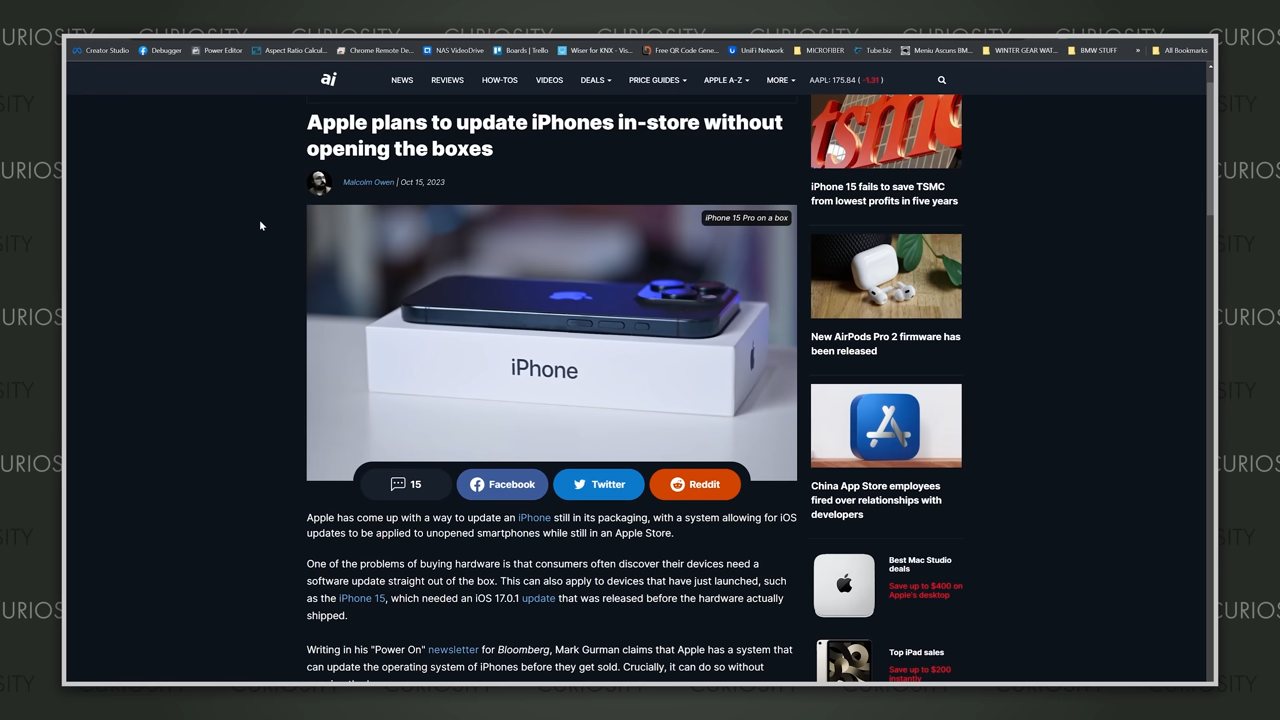 CURIOSITY
Creator Studio
Debugger
Power Editor
Aspect Ratio Calcul...
Chrome Remote De...
NAS VideoDrive
Boards | Trello
Wiser for KNX - Vis...
Free QR Code Gene...
UniFi Network
MICROFIBER
Tube.biz
Meniu Ascuns BM...
WINTER GEAR WAT...
BMW STUFF
»
All Bookmarks
ai
NEWS
REVIEWS
HOW-TOS
VIDEOS
DEALS
PRICE GUIDES
APPLE A-Z
MORE
AAPL: 175.84 ( -1.31 )
Apple plans to update iPhones in-store without
opening the boxes
Malcolm Owen | Oct 15, 2023
iPhone 15 Pro on a box
iPhone
15
Facebook
Twitter
Reddit
Apple has come up with a way to update an iPhone still in its packaging, with a system allowing for iOS
updates to be applied to unopened smartphones while still in an Apple Store.
One of the problems of buying hardware is that consumers often discover their devices need a
software update straight out of the box. This can also apply to devices that have just launched, such
as the iPhone 15, which needed an iOS 17.0.1 update that was released before the hardware actually
shipped.
Writing in his "Power On" newsletter for Bloomberg, Mark Gurman claims that Apple has a system that
can update the operating system of iPhones before they get sold. Crucially, it can do so without
tsmc
iPhone 15 fails to save TSMC
from lowest profits in five years
New AirPods Pro 2 firmware has
been released
China App Store employees
fired over relationships with
developers
Best Mac Studio
deals
Save up to $400 on
Apple's desktop
Top iPad sales
Save up to $200
instantly